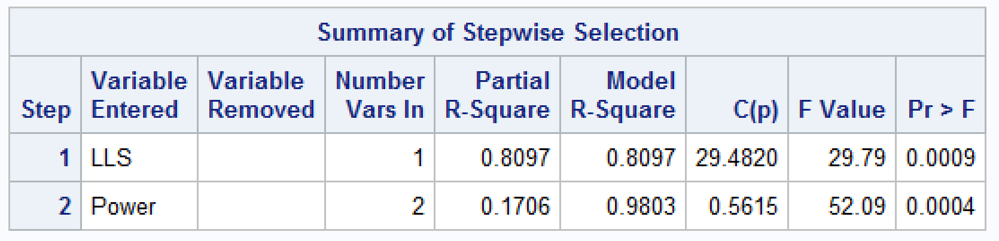 Summary of Stepwise Selection
Step Variable Entered Variable Removed Number Vars In Partial R-Square Model R-Square C(p) F Value Pr > F
1 LLS 1 0.8097 0.8097 29.4820 29.79 0.0009
2 Power 2 0.1706 0.9803 0.5615 52.09 0.0004